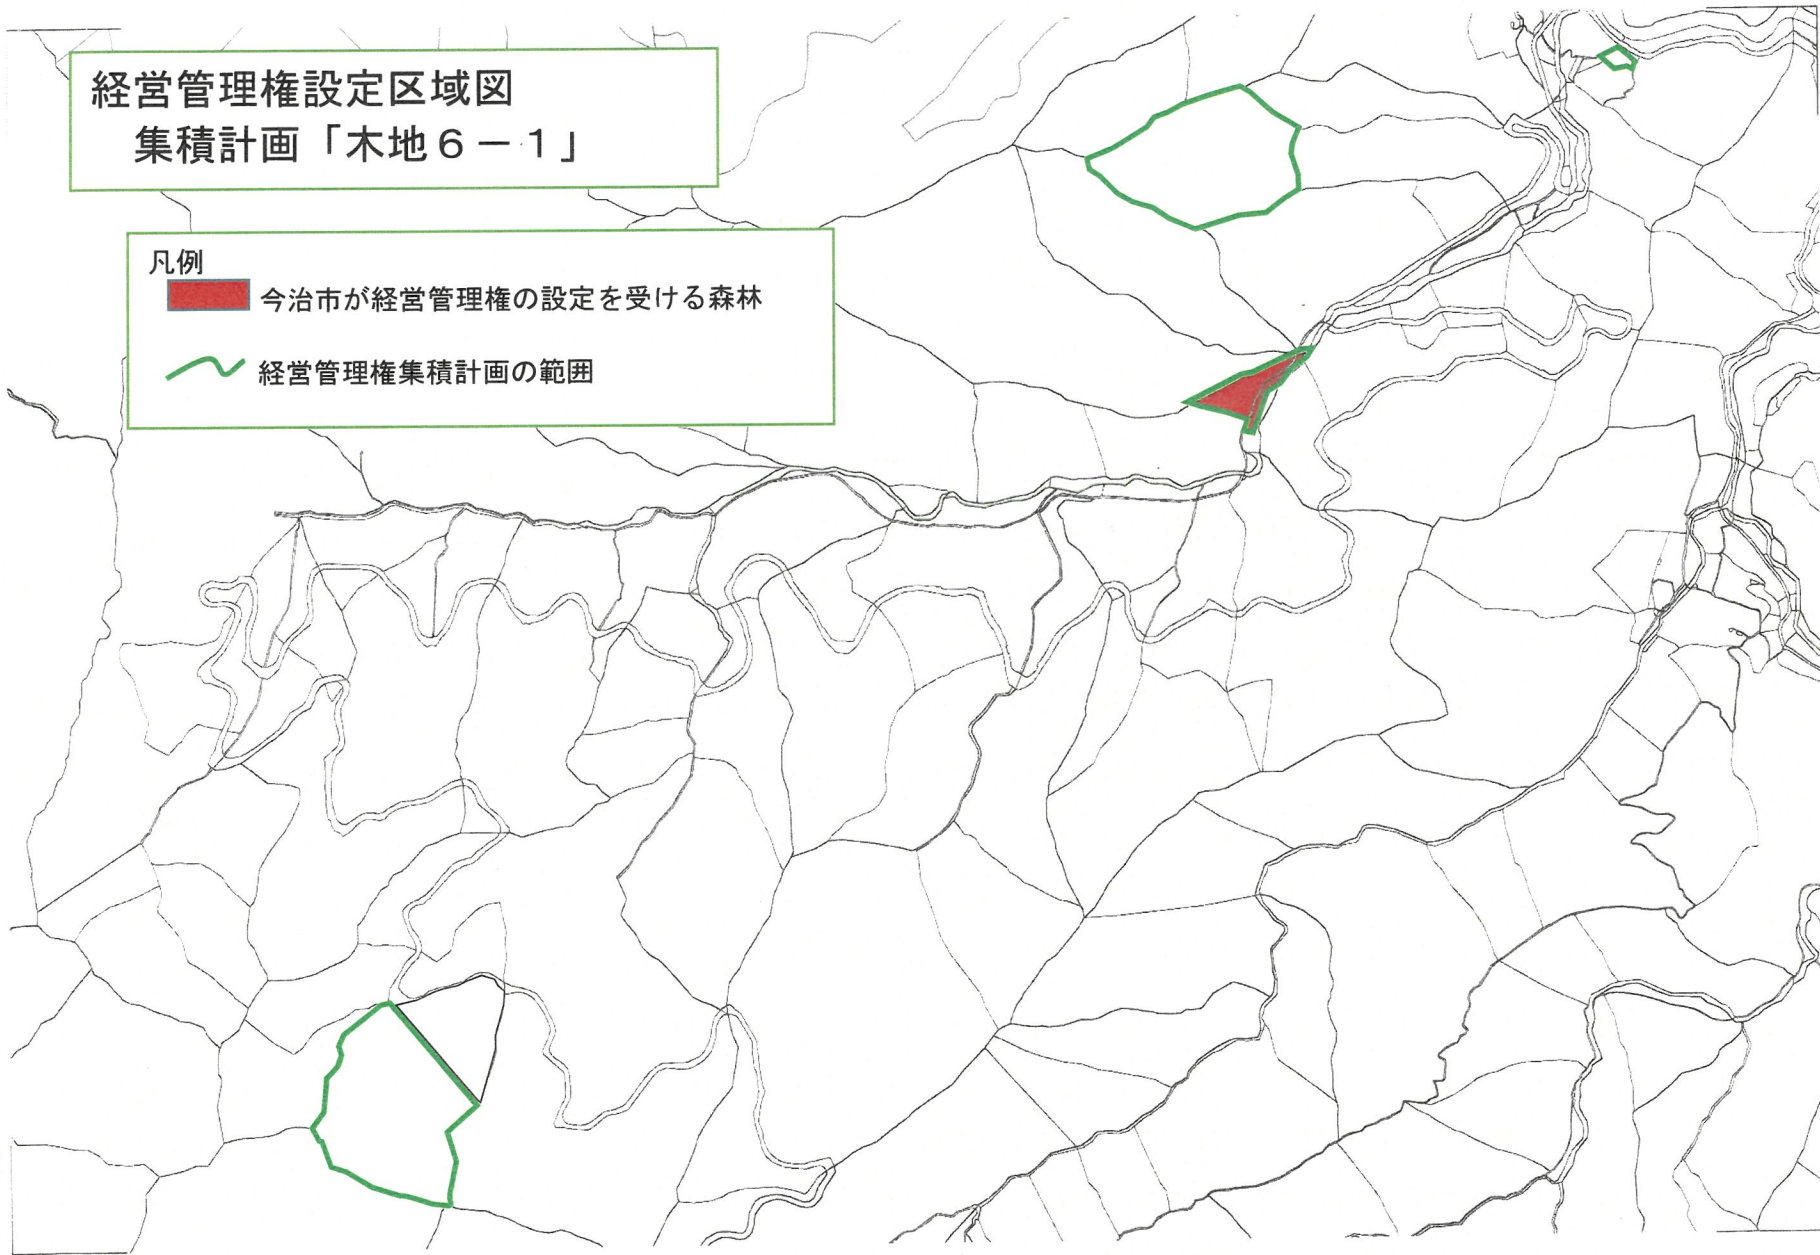 経営管理権設定区域図
集積計画「木地６－１」
凡例
今治市が経営管理権の設定を受ける森林
経営管理権集積計画の範囲